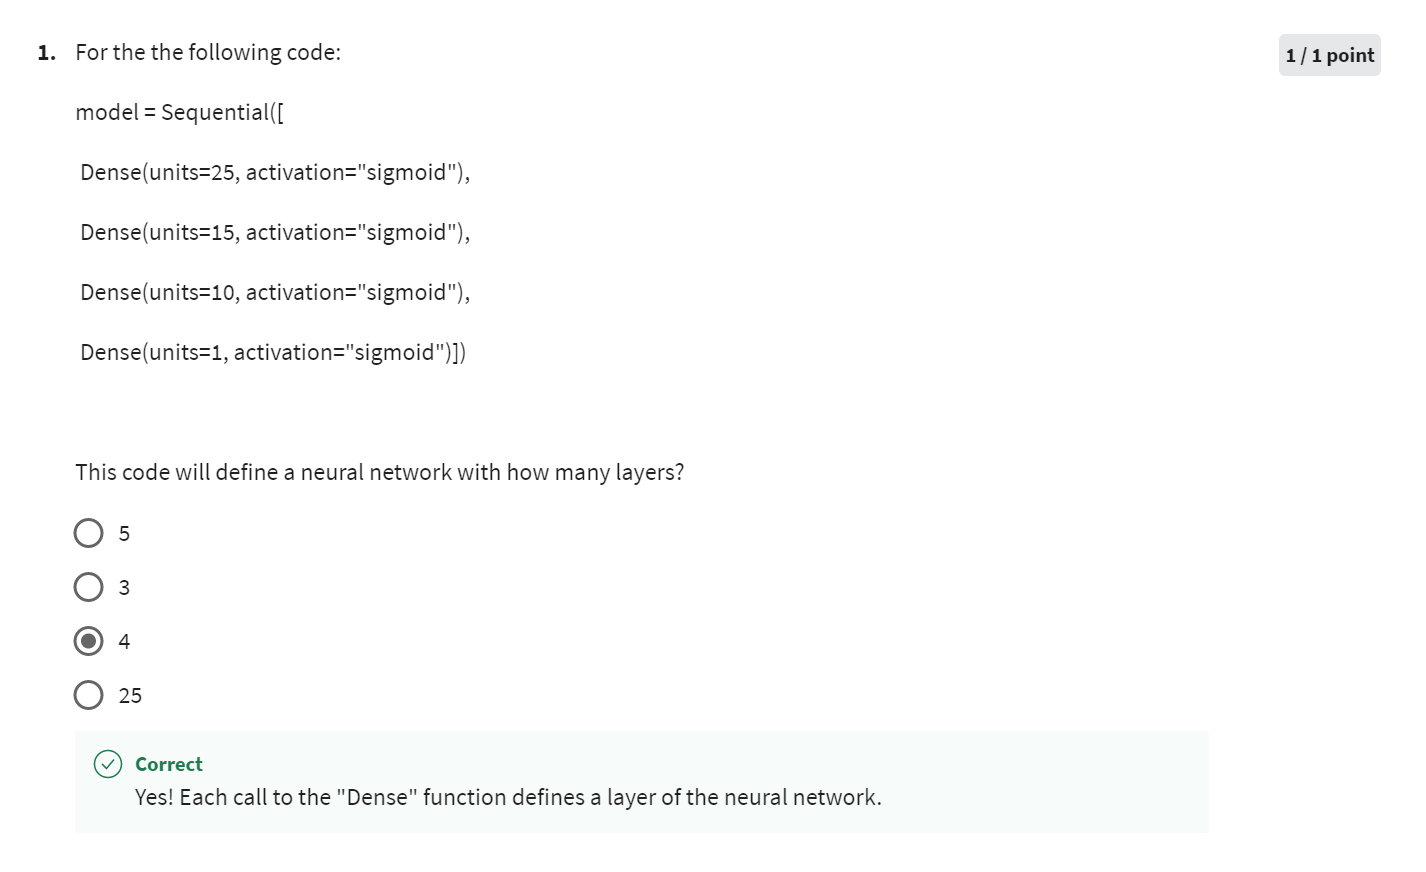 1. For the the following code:
1 / 1 point
model = Sequential([
Dense(units=25, activation="sigmoid"),
Dense(units=15, activation="sigmoid"),
Dense(units=10, activation="sigmoid"),
Dense(units=1, activation="sigmoid")])
This code will define a neural network with how many layers?
5
3
4
25
Correct
Yes! Each call to the "Dense" function defines a layer of the neural network.